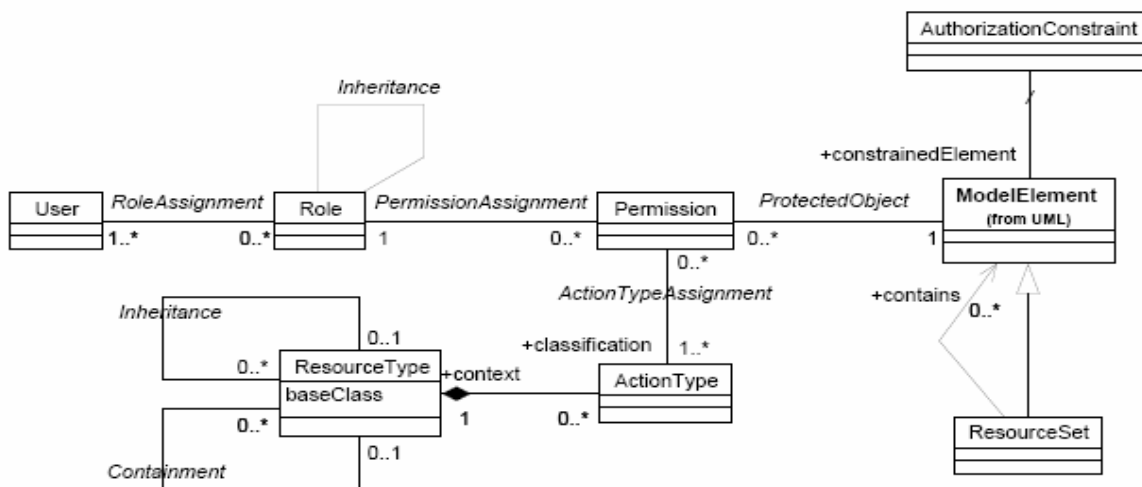 AuthorizationConstraint
Inheritance
+constrainedElement
User
RoleAssignment
Role
PermissionAssignment
Permission
ProtectedObject
ModelElement
(from UML)
1..*
0..*
1
0..*
0..*
1
0..*
ActionTypeAssignment
+contains
0..*
Inheritance
0..1
+classification
1..*
0..*
ResourceType
+context
ActionType
baseClass
0..*
1
0..*
ResourceSet
0..1
Containment